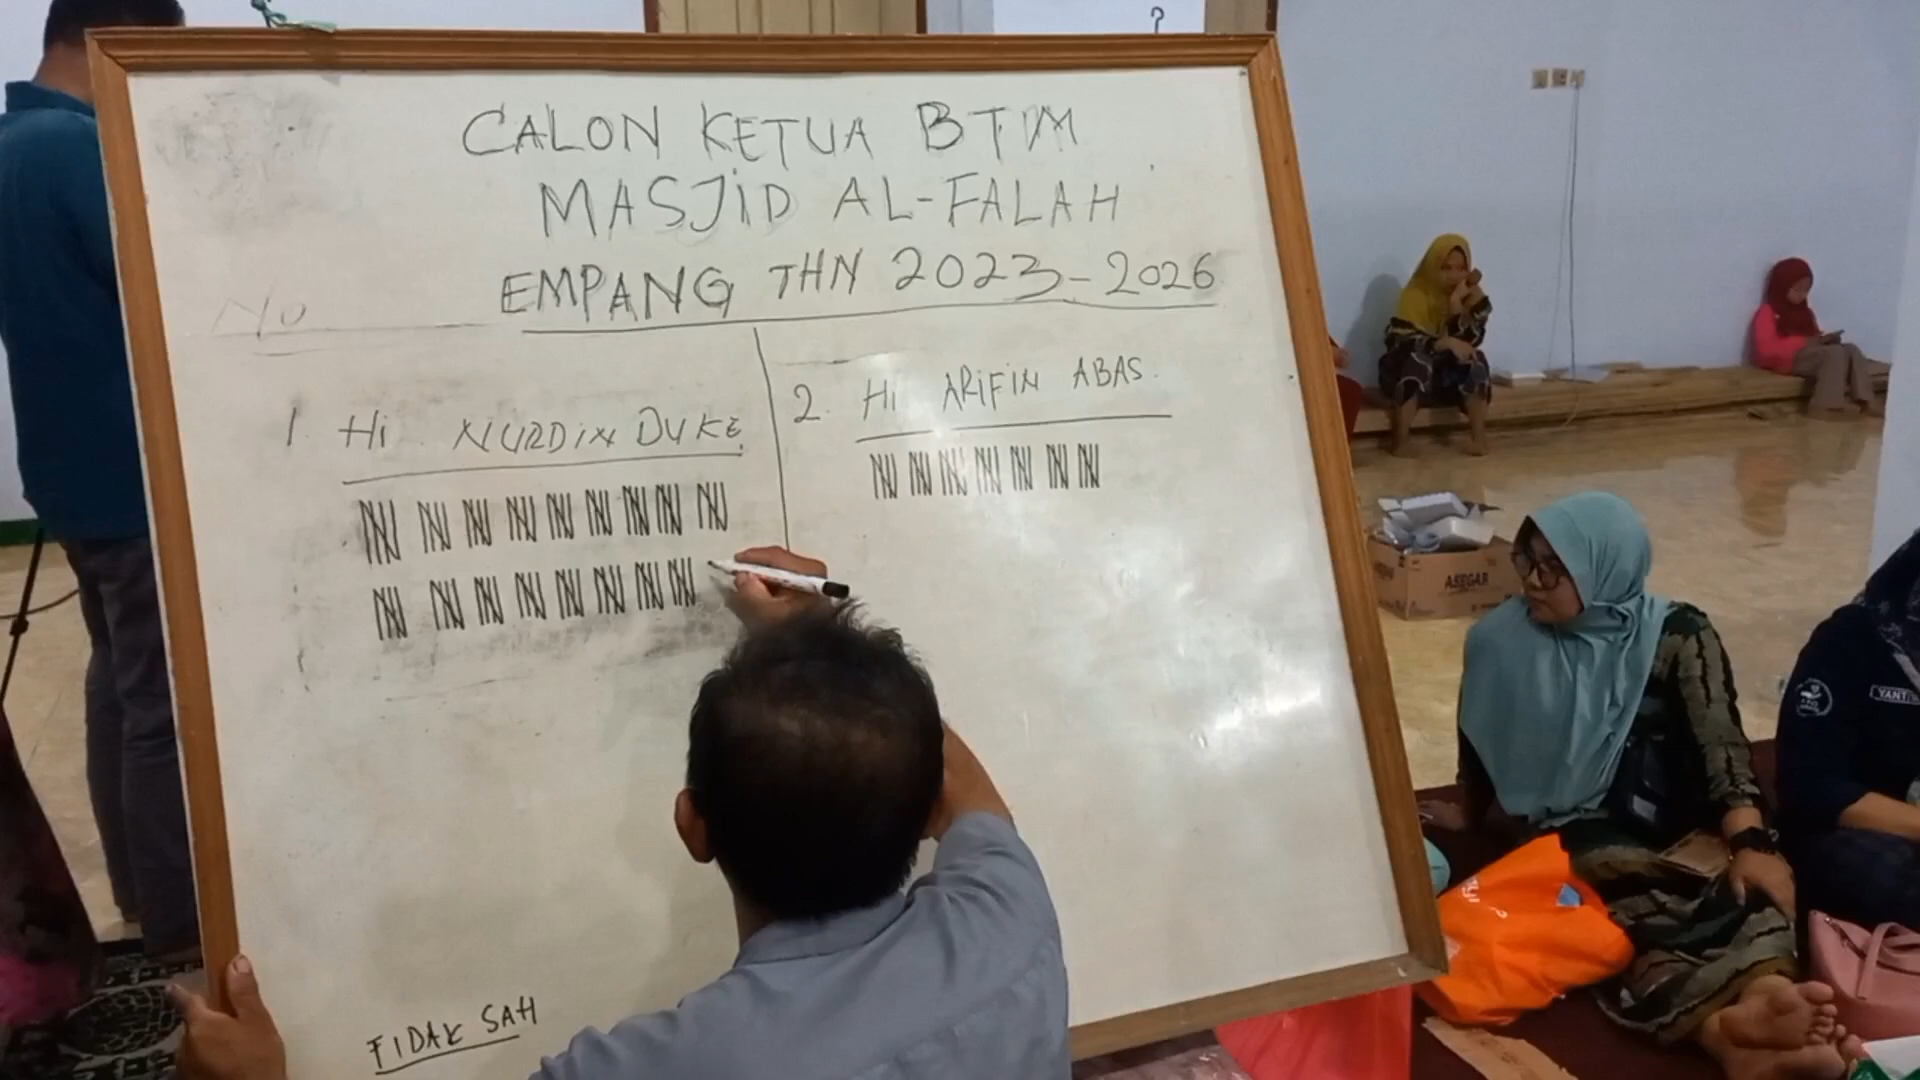 CALON KETUA BTM
MASJID AL-FALAH
EMPANG THN 2023-2026
No
1. Hi. NURDIN DUKE
2. Hi ARIFIN ABAS.
TIDAK SAH
ASEGAR
YANT